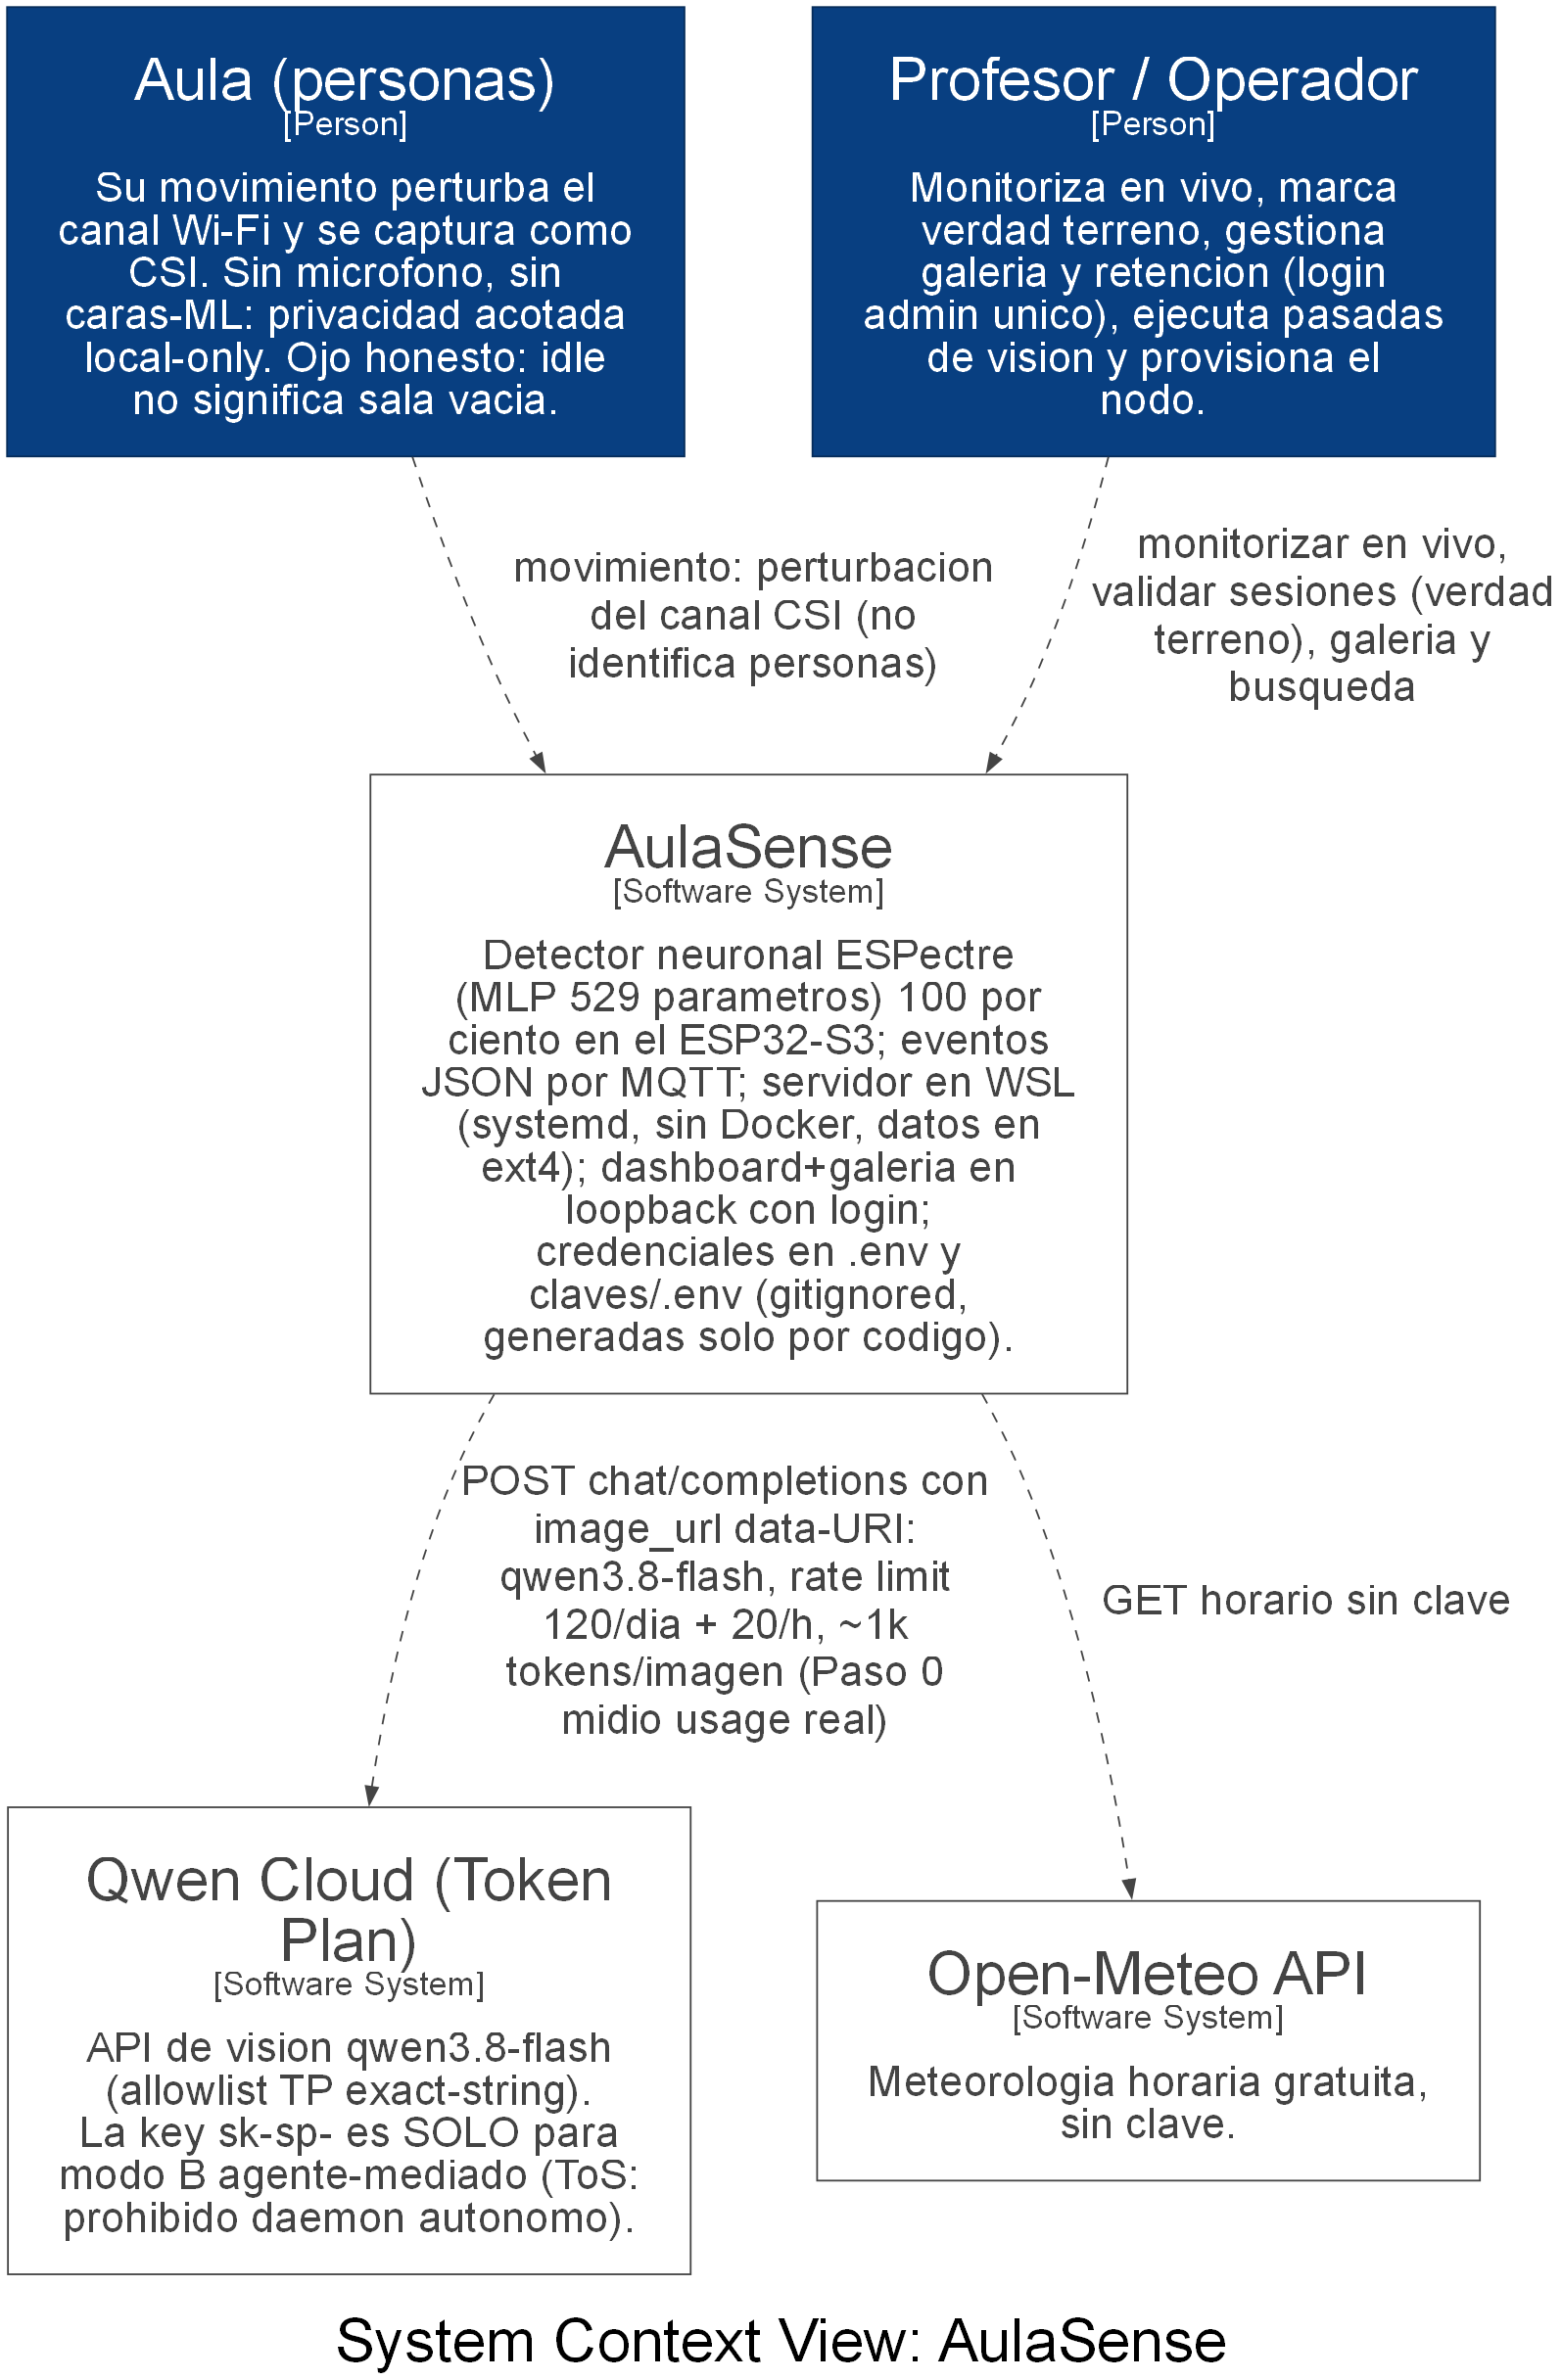 Aula (personas)
[Person]
Su movimiento perturba el
canal Wi-Fi y se captura como
CSI. Sin microfono, sin
caras-ML: privacidad acotada
local-only. Ojo honesto: idle
no significa sala vacia.
Profesor / Operador
[Person]
Monitoriza en vivo, marca
verdad terreno, gestiona
galeria y retencion (login
admin unico), ejecuta pasadas
de vision y provisiona el
nodo.
movimiento: perturbacion
del canal CSI (no
identifica personas)
monitorizar en vivo,
validar sesiones (verdad
terreno), galeria y
busqueda
AulaSense
[Software System]
Detector neuronal ESPectre
(MLP 529 parametros) 100 por
ciento en el ESP32-S3; eventos
JSON por MQTT; servidor en WSL
(systemd, sin Docker, datos en
ext4); dashboard+galeria en
loopback con login;
credenciales en .env y
claves/.env (gitignored,
generadas solo por codigo).
POST chat/completions con
image_url data-URI:
qwen3.8-flash, rate limit
120/dia + 20/h, ~1k
tokens/imagen (Paso 0
midio usage real)
GET horario sin clave
Qwen Cloud (Token
Plan)
[Software System]
API de vision qwen3.8-flash
(allowlist TP exact-string).
La key sk-sp- es SOLO para
modo B agente-mediado (ToS:
prohibido daemon autonomo).
Open-Meteo API
[Software System]
Meteorologia horaria gratuita,
sin clave.
System Context View: AulaSense